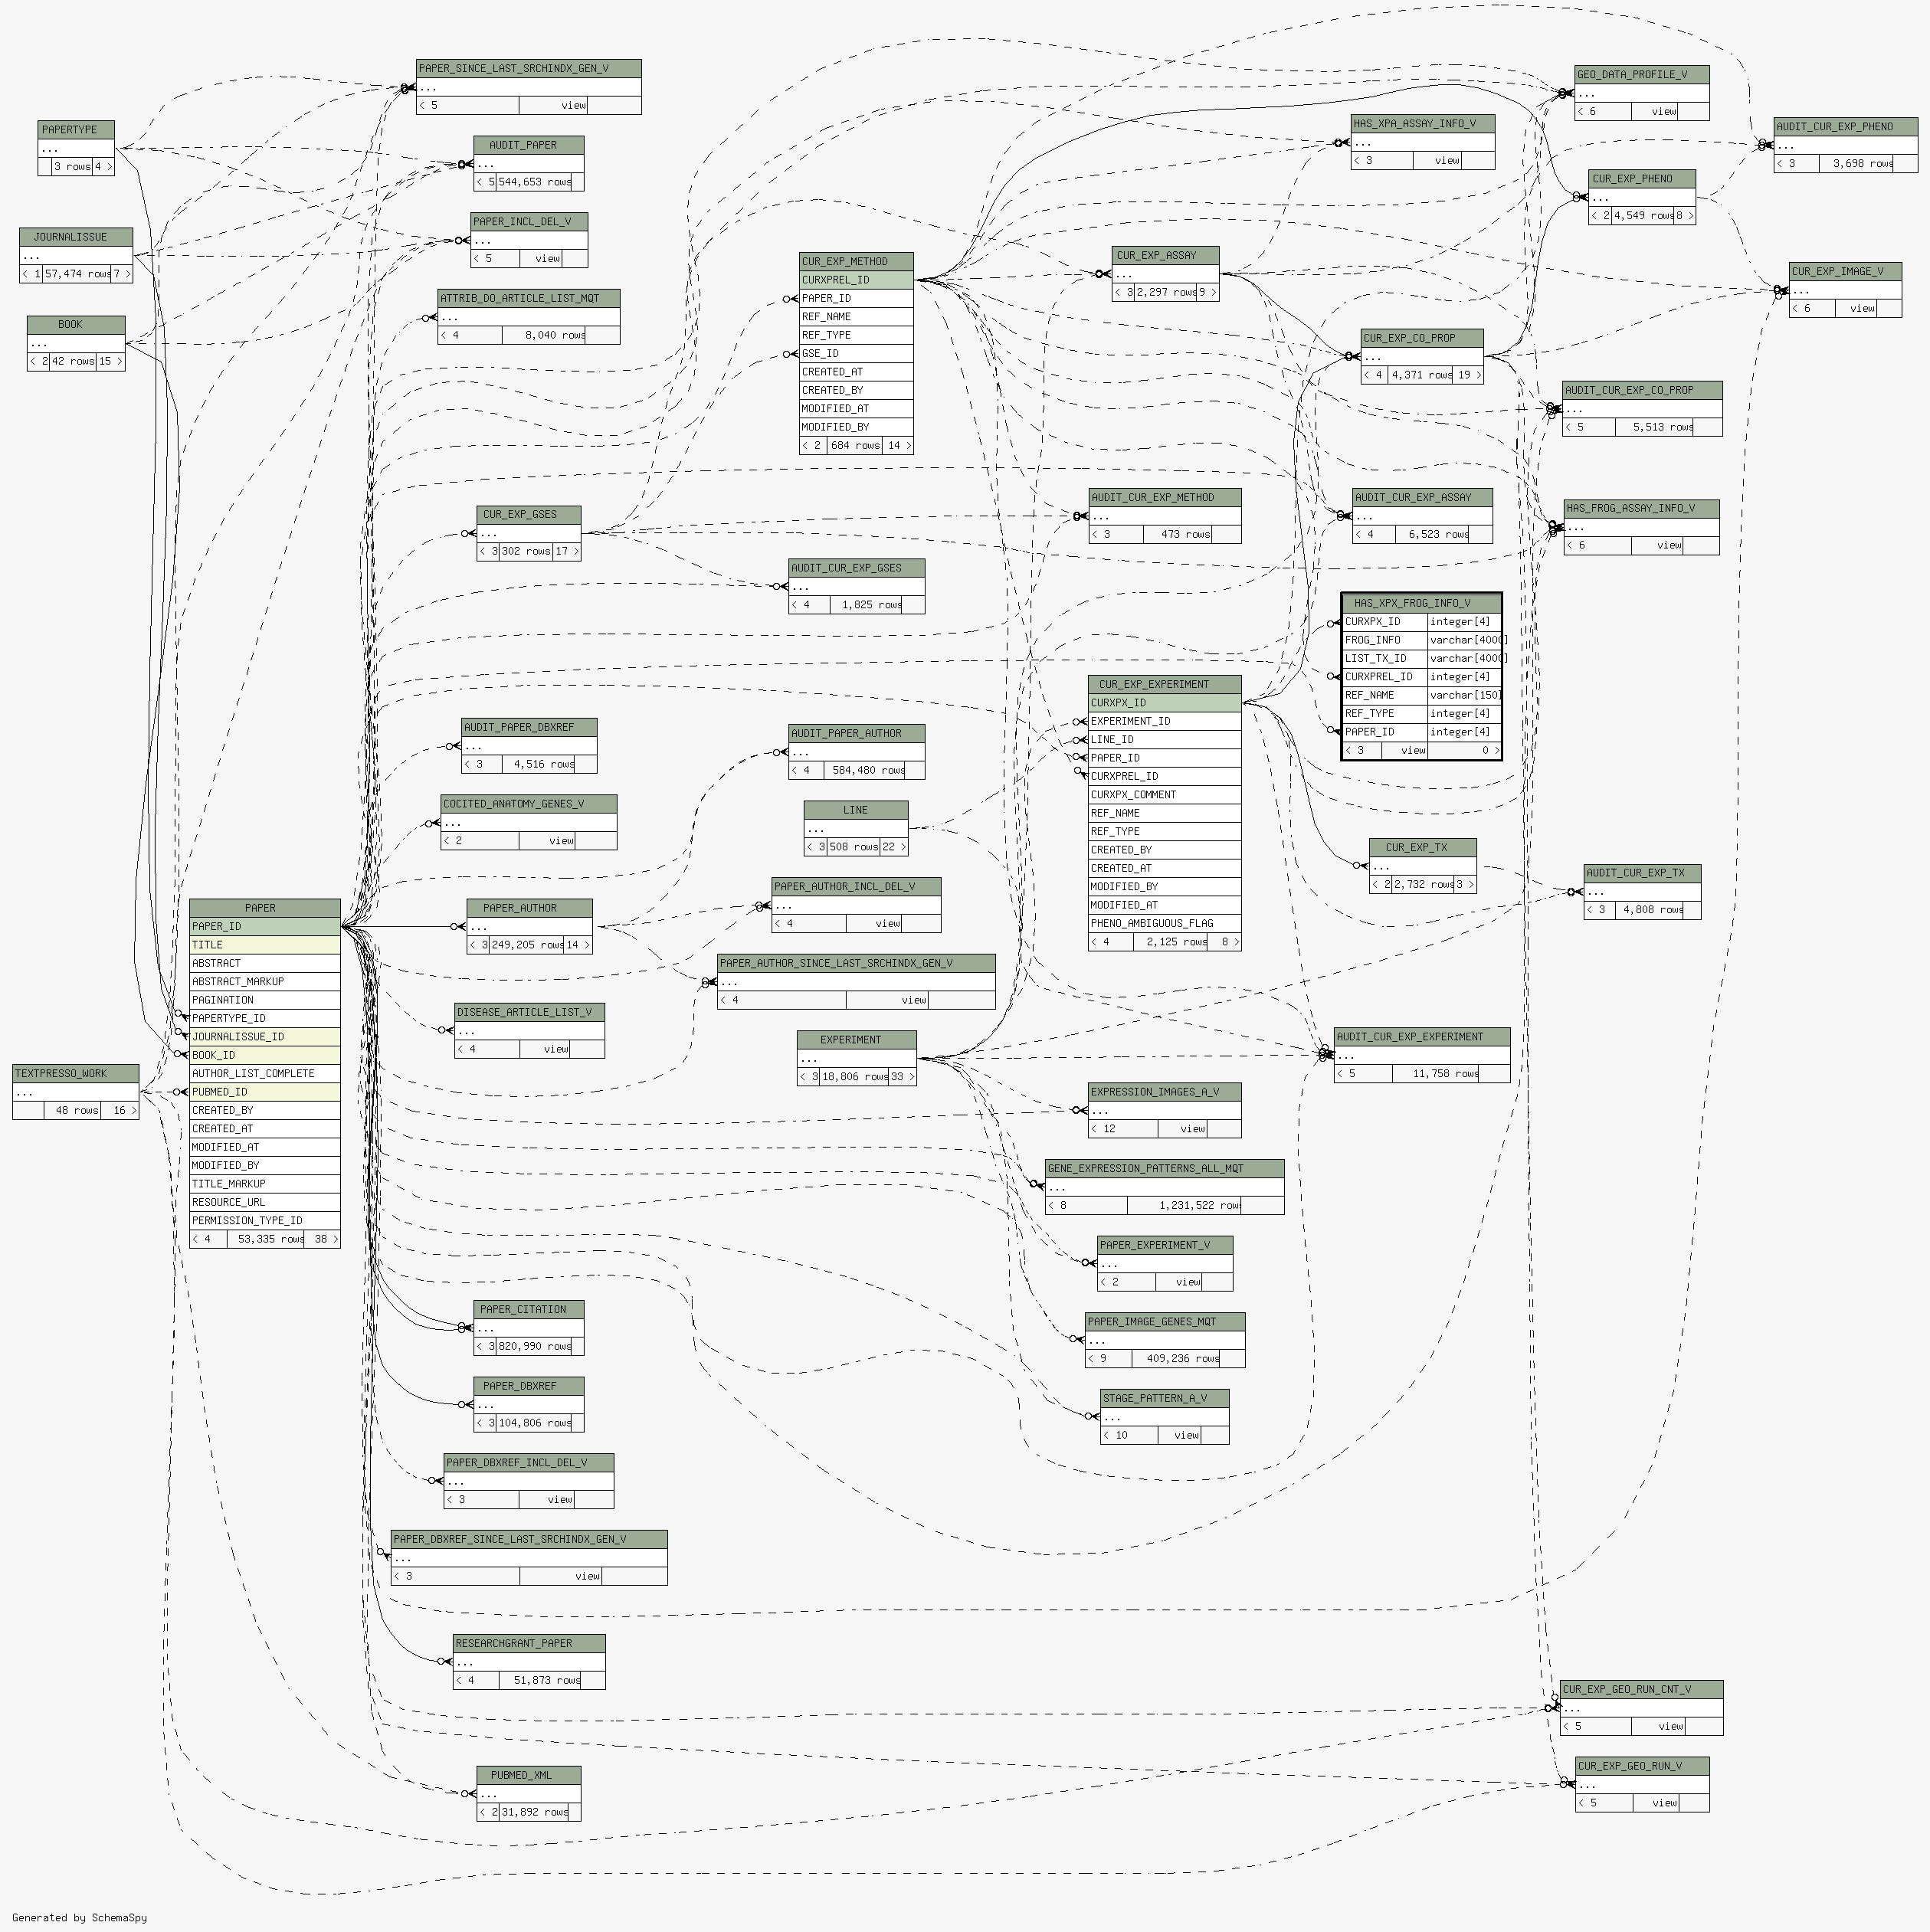 PAPER_SINCE_LAST_SRCHINDX_GEN_V
...
< 5 view
GEO_DATA_PROFILE_V
...
< 6 view
PAPERTYPE
...
3 rows 4 >
AUDIT_PAPER
...
< 5 544,653 rows
HAS_XPA_ASSAY_INFO_V
...
< 3 view
AUDIT_CUR_EXP_PHENO
...
< 3 3,698 rows
CUR_EXP_PHENO
...
< 2 4,549 rows 8 >
JOURNALISSUE
...
< 1 57,474 rows 7 >
PAPER_INCL_DEL_V
...
< 5 view
CUR_EXP_METHOD
CURXPREL_ID
PAPER_ID
REF_NAME
REF_TYPE
GSE_ID
CREATED_AT
CREATED_BY
MODIFIED_AT
MODIFIED_BY
< 2 684 rows 14 >
CUR_EXP_ASSAY
...
< 3 2,297 rows 9 >
CUR_EXP_IMAGE_V
...
< 6 view
ATTRIB_DO_ARTICLE_LIST_MQT
...
< 4 8,040 rows
BOOK
...
< 2 42 rows 15 >
CUR_EXP_CO_PROP
...
< 4 4,371 rows 19 >
AUDIT_CUR_EXP_CO_PROP
...
< 5 5,513 rows
CUR_EXP_GSES
...
< 3 302 rows 17 >
AUDIT_CUR_EXP_METHOD
...
< 3 473 rows
AUDIT_CUR_EXP_ASSAY
...
< 4 6,523 rows
HAS_FROG_ASSAY_INFO_V
...
< 6 view
AUDIT_CUR_EXP_GSES
...
< 4 1,825 rows
HAS_XPX_FROG_INFO_V
CURXPX_ID integer[4]
FROG_INFO varchar[4000]
LIST_TX_ID varchar[4000]
CURXPREL_ID integer[4]
REF_NAME varchar[150]
REF_TYPE integer[4]
PAPER_ID integer[4]
< 3 view 0 >
CUR_EXP_EXPERIMENT
CURXPX_ID
EXPERIMENT_ID
LINE_ID
PAPER_ID
CURXPREL_ID
CURXPX_COMMENT
REF_NAME
REF_TYPE
CREATED_BY
CREATED_AT
MODIFIED_BY
MODIFIED_AT
PHENO_AMBIGUOUS_FLAG
< 4 2,125 rows 8 >
AUDIT_PAPER_DBXREF
...
< 3 4,516 rows
AUDIT_PAPER_AUTHOR
...
< 4 584,480 rows
COCITED_ANATOMY_GENES_V
...
< 2 view
LINE
...
< 3 508 rows 22 >
CUR_EXP_TX
...
< 2 2,732 rows 3 >
AUDIT_CUR_EXP_TX
...
< 3 4,808 rows
PAPER_AUTHOR_INCL_DEL_V
...
< 4 view
PAPER_AUTHOR
...
< 3 249,205 rows 14 >
PAPER
PAPER_ID
TITLE
ABSTRACT
ABSTRACT_MARKUP
PAGINATION
PAPERTYPE_ID
JOURNALISSUE_ID
BOOK_ID
AUTHOR_LIST_COMPLETE
PUBMED_ID
CREATED_BY
CREATED_AT
MODIFIED_AT
MODIFIED_BY
TITLE_MARKUP
RESOURCE_URL
PERMISSION_TYPE_ID
< 4 53,335 rows 38 >
PAPER_AUTHOR_SINCE_LAST_SRCHINDX_GEN_V
...
< 4 view
DISEASE_ARTICLE_LIST_V
...
< 4 view
EXPERIMENT
...
< 3 18,806 rows 33 >
AUDIT_CUR_EXP_EXPERIMENT
...
< 5 11,758 rows
TEXTPRESSO_WORK
...
48 rows 16 >
EXPRESSION_IMAGES_A_V
...
< 12 view
GENE_EXPRESSION_PATTERNS_ALL_MQT
...
< 8 1,231,522 rows
PAPER_EXPERIMENT_V
...
< 2 view
PAPER_CITATION
...
< 3 820,990 rows
PAPER_IMAGE_GENES_MQT
...
< 9 409,236 rows
PAPER_DBXREF
...
< 3 104,806 rows
STAGE_PATTERN_A_V
...
< 10 view
PAPER_DBXREF_INCL_DEL_V
...
< 3 view
PAPER_DBXREF_SINCE_LAST_SRCHINDX_GEN_V
...
< 3 view
RESEARCHGRANT_PAPER
...
< 4 51,873 rows
CUR_EXP_GEO_RUN_CNT_V
...
< 5 view
PUBMED_XML
...
< 2 31,892 rows
CUR_EXP_GEO_RUN_V
...
< 5 view
Generated by SchemaSpy